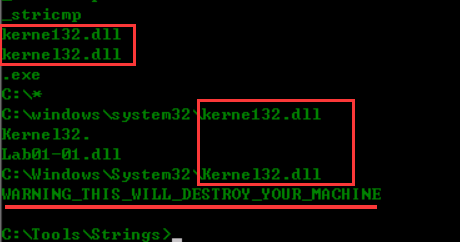 _stricmp
kerne132.dll
kernel32.dll
.exe
C:\*
C:\windows\system32\kerne132.dll
Kernel32.
Lab01-01.dll
C:\Windows\System32\Kernel32.dll
WARNING_THIS_WILL_DESTROY_YOUR_MACHINE
C:\Tools\Strings>